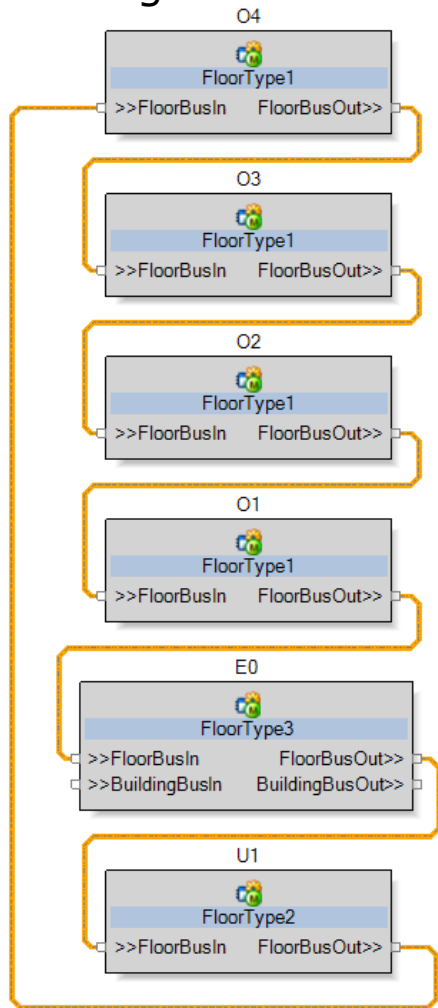 O4
FloorType1
>>FloorBusIn FloorBusOut>>
O3
FloorType1
>>FloorBusIn FloorBusOut>>
O2
FloorType1
>>FloorBusIn FloorBusOut>>
O1
FloorType1
>>FloorBusIn FloorBusOut>>
E0
FloorType3
>>FloorBusIn FloorBusOut>>
>>BuildingBusIn BuildingBusOut>>
U1
FloorType2
>>FloorBusIn FloorBusOut>>